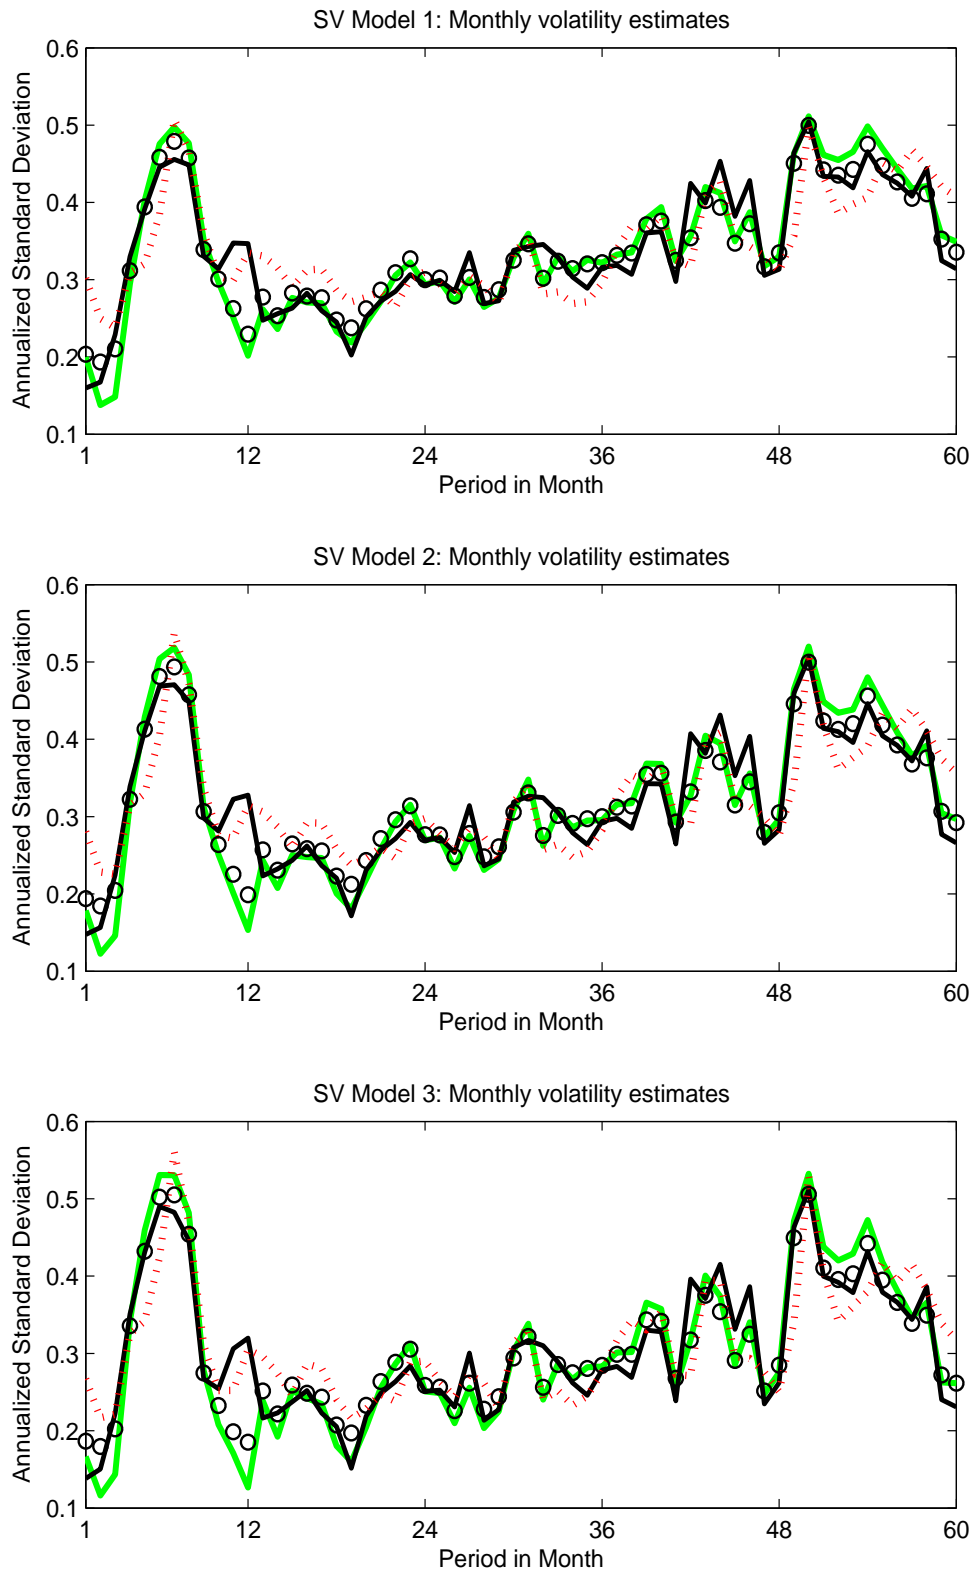 SV Model 1: Monthly volatility estimates
0.6
0.5
0.4
0.3
0.2
0.1
Annualized Standard Deviation
1 12 24 36 48 60
Period in Month
SV Model 2: Monthly volatility estimates
0.6
0.5
0.4
0.3
0.2
0.1
Annualized Standard Deviation
1 12 24 36 48 60
Period in Month
SV Model 3: Monthly volatility estimates
0.6
0.5
0.4
0.3
0.2
0.1
Annualized Standard Deviation
1 12 24 36 48 60
Period in Month